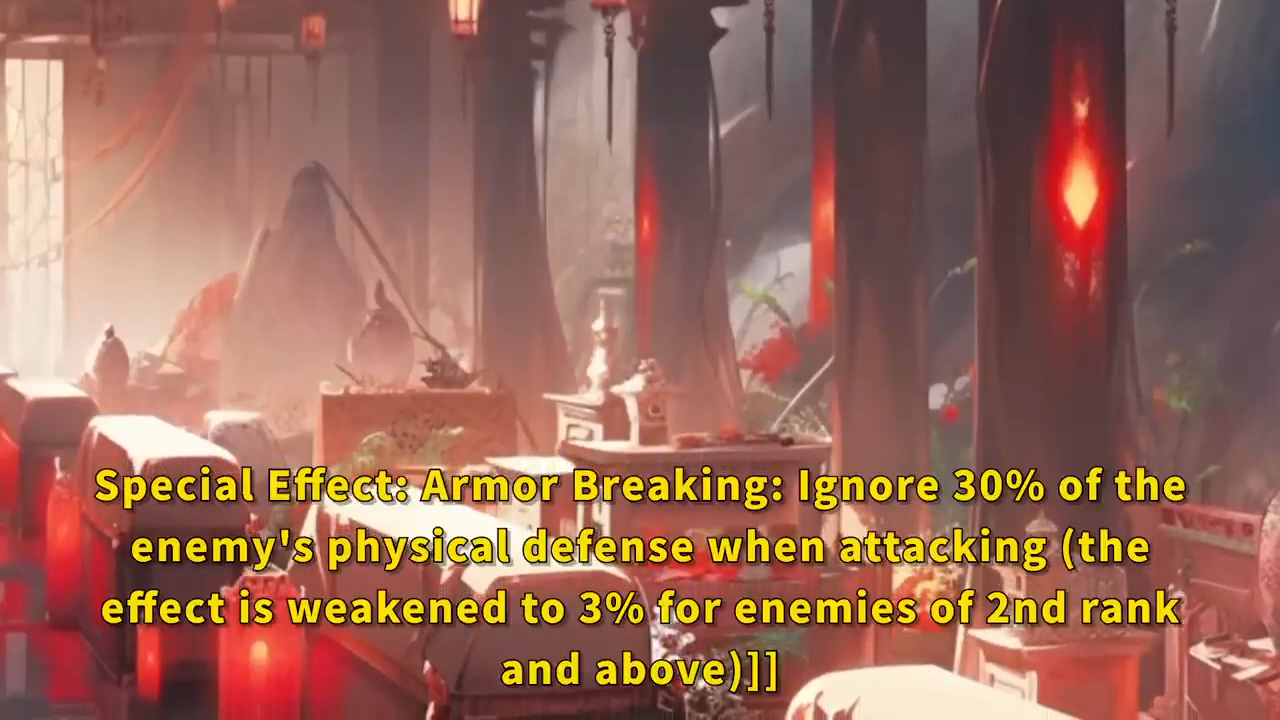 Special Effect: Armor Breaking: Ignore 30% of the
enemy's physical defense when attacking (the
effect is weakened to 3% for enemies of 2nd rank
and above)]]